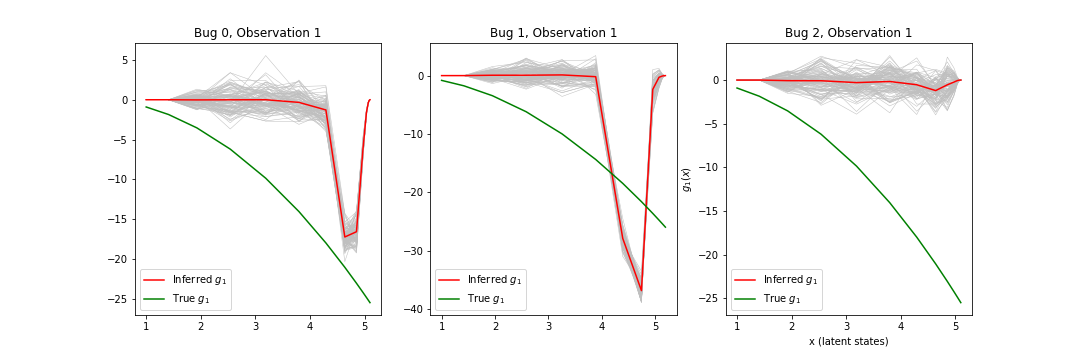 Bug 0, Observation 1
5
0
−5
−10
−15
−20
−25
1 2 3 4 5
Inferred g₁
True g₁
Bug 1, Observation 1
0
−10
−20
−30
−40
1 2 3 4 5
Inferred g₁
True g₁
Bug 2, Observation 1
g₁(x)
0
−5
−10
−15
−20
−25
1 2 3 4 5
x (latent states)
Inferred g₁
True g₁